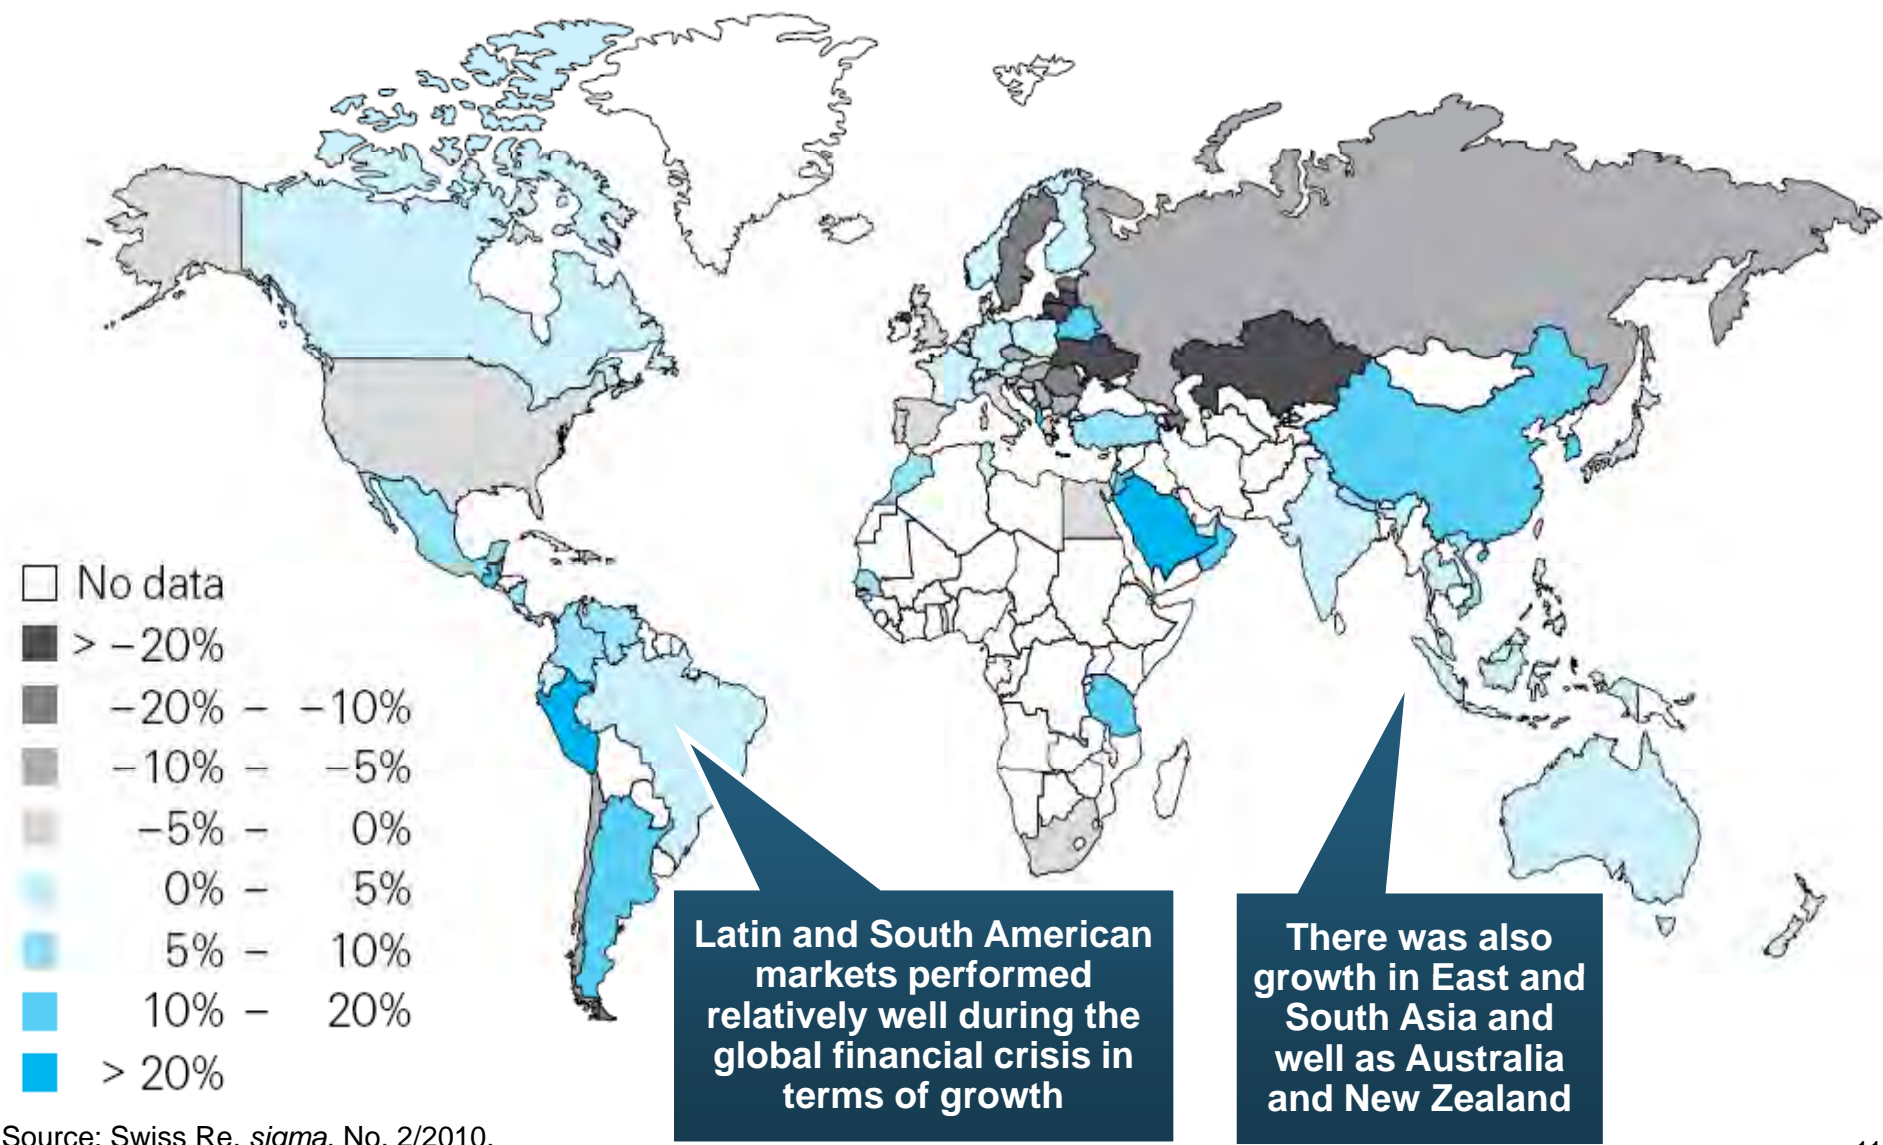 No data
> −20%
−20% – −10%
−10% – −5%
−5% – 0%
0% – 5%
5% – 10%
10% – 20%
> 20%
Latin and South American
markets performed
relatively well during the
global financial crisis in
terms of growth
There was also
growth in East and
South Asia and
well as Australia
and New Zealand
Source: Swiss Re, sigma, No. 2/2010.